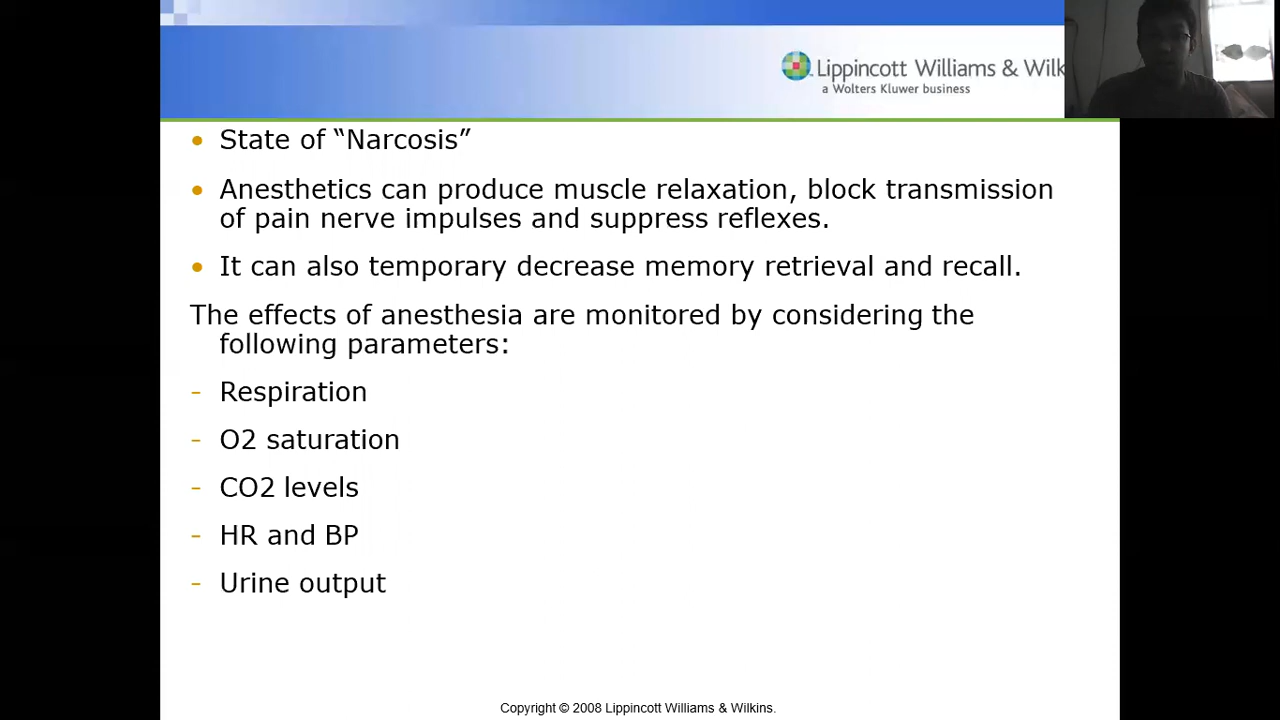 Lippincott Williams & Wilk
a Wolters Kluwer business
• State of “Narcosis”
• Anesthetics can produce muscle relaxation, block transmission
of pain nerve impulses and suppress reflexes.
• It can also temporary decrease memory retrieval and recall.
The effects of anesthesia are monitored by considering the
following parameters:
- Respiration
- O2 saturation
- CO2 levels
- HR and BP
- Urine output
Copyright © 2008 Lippincott Williams & Wilkins.